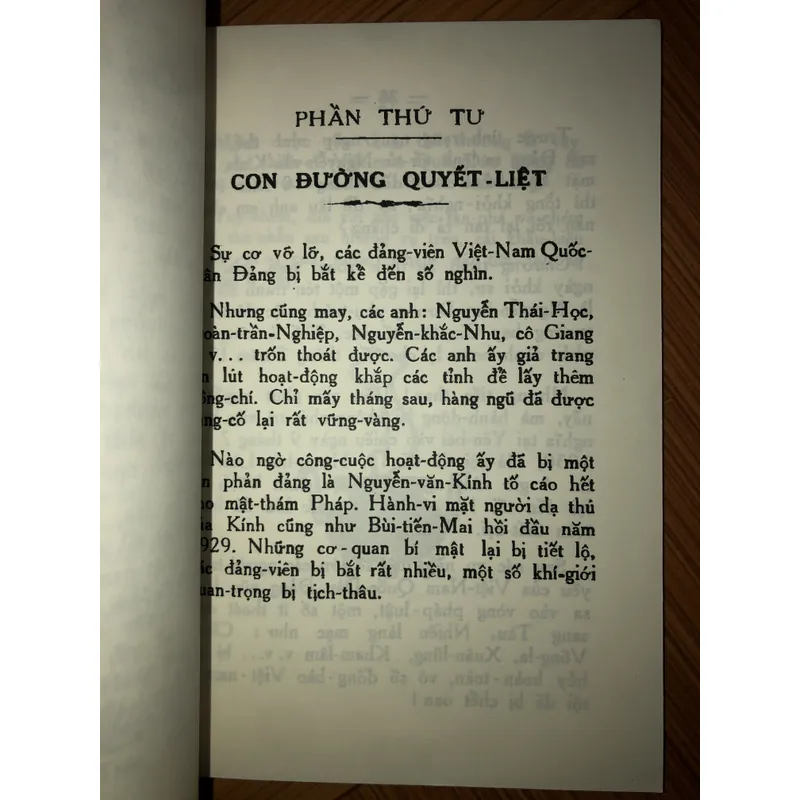 PHẦN THỨ TƯ
CON ĐƯỜNG QUYẾT-LIỆT
Sự cơ vỡ lỡ, các đảng-viên Việt-Nam Quốc-
ân Đảng bị bắt kể đến số nghìn.
Nhưng cũng may, các anh: Nguyễn Thái-Học,
oàn-trần-Nghiệp, Nguyễn-khắc-Nhu, cô Giang
v... trốn thoát được. Các anh ấy giả trang
n lút hoạt-động khắp các tỉnh để lấy thêm
ồng-chí. Chỉ mấy tháng sau, hàng ngũ đã được
ủng-cố lại rất vững-vàng.
Nào ngờ công-cuộc hoạt-động ấy đã bị một
n phản đảng là Nguyễn-văn-Kính tố cáo hết
ho mật-thám Pháp. Hành-vi mặt người dạ thú
ủa Kính cũng như Bùi-tiến-Mai hồi đầu năm
1929. Những cơ-quan bí mật lại bị tiết lộ,
ác đảng-viên bị bắt rất nhiều, một số khí-giới
uan-trọng bị tịch-thâu.